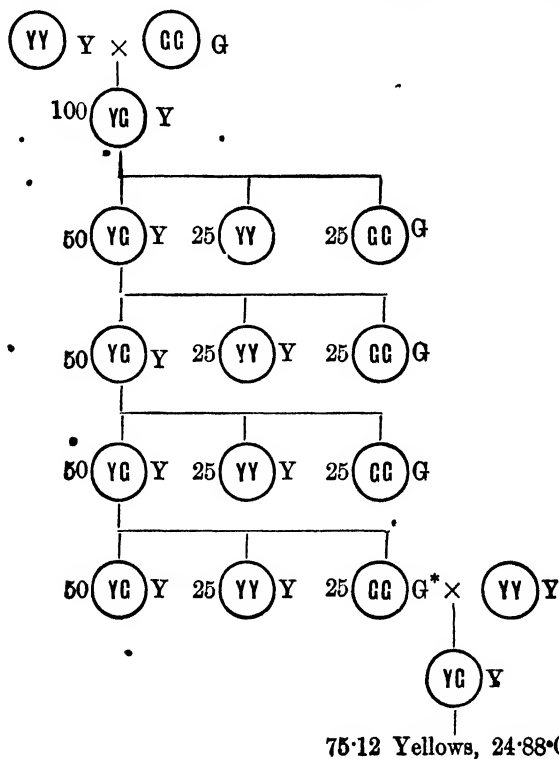 YY Y × GG G
100 YG Y
50 YG Y 25 YY 25 GG G
50 YG Y 25 YY Y 25 GG G
50 YG Y 25 YY Y 25 GG G
50 YG Y 25 YY Y 25 GG G* × YY Y
YG Y
75·12 Yellows, 24·88·